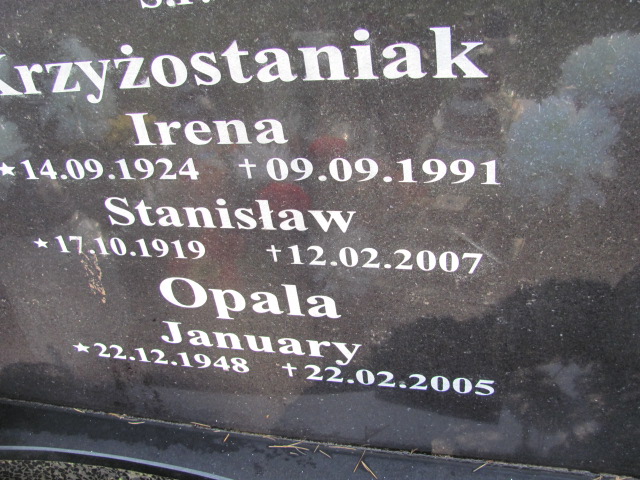 Ś.P.
Krzyżostaniak
Irena
★14.09.1924 ✝09.09.1991
Stanisław
★17.10.1919 ✝12.02.2007
Opala
January
★22.12.1948 ✝22.02.2005